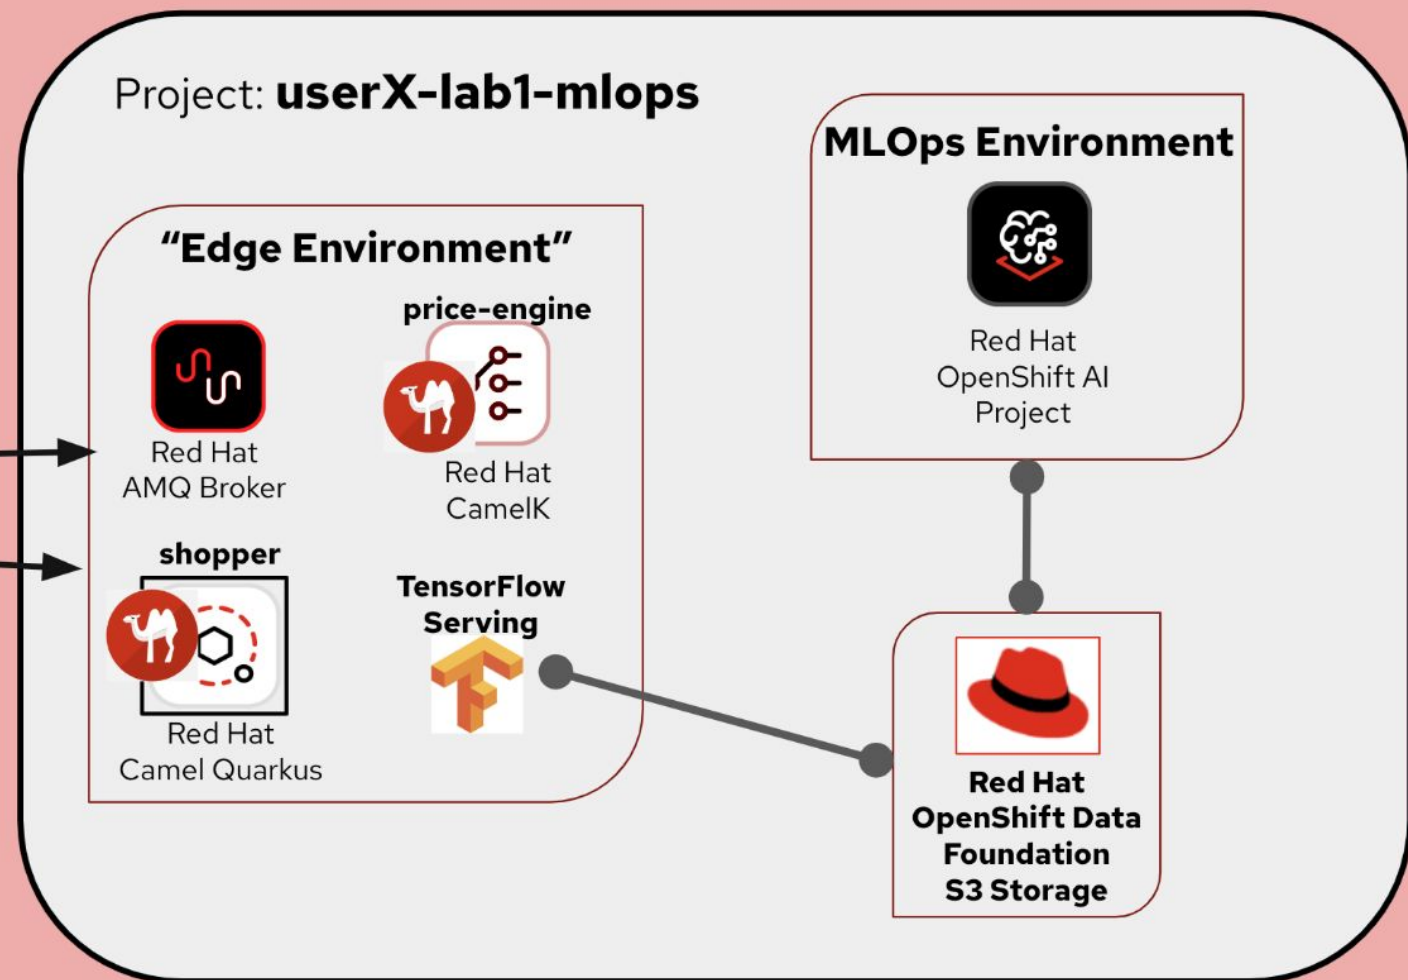 Project: userX-lab1-mlops
MLOps Environment
Red Hat
OpenShift AI
Project
“Edge Environment”
price-engine
Red Hat
AMQ Broker
Red Hat
CamelK
shopper
Red Hat
Camel Quarkus
TensorFlow
Serving
Red Hat
OpenShift Data
Foundation
S3 Storage